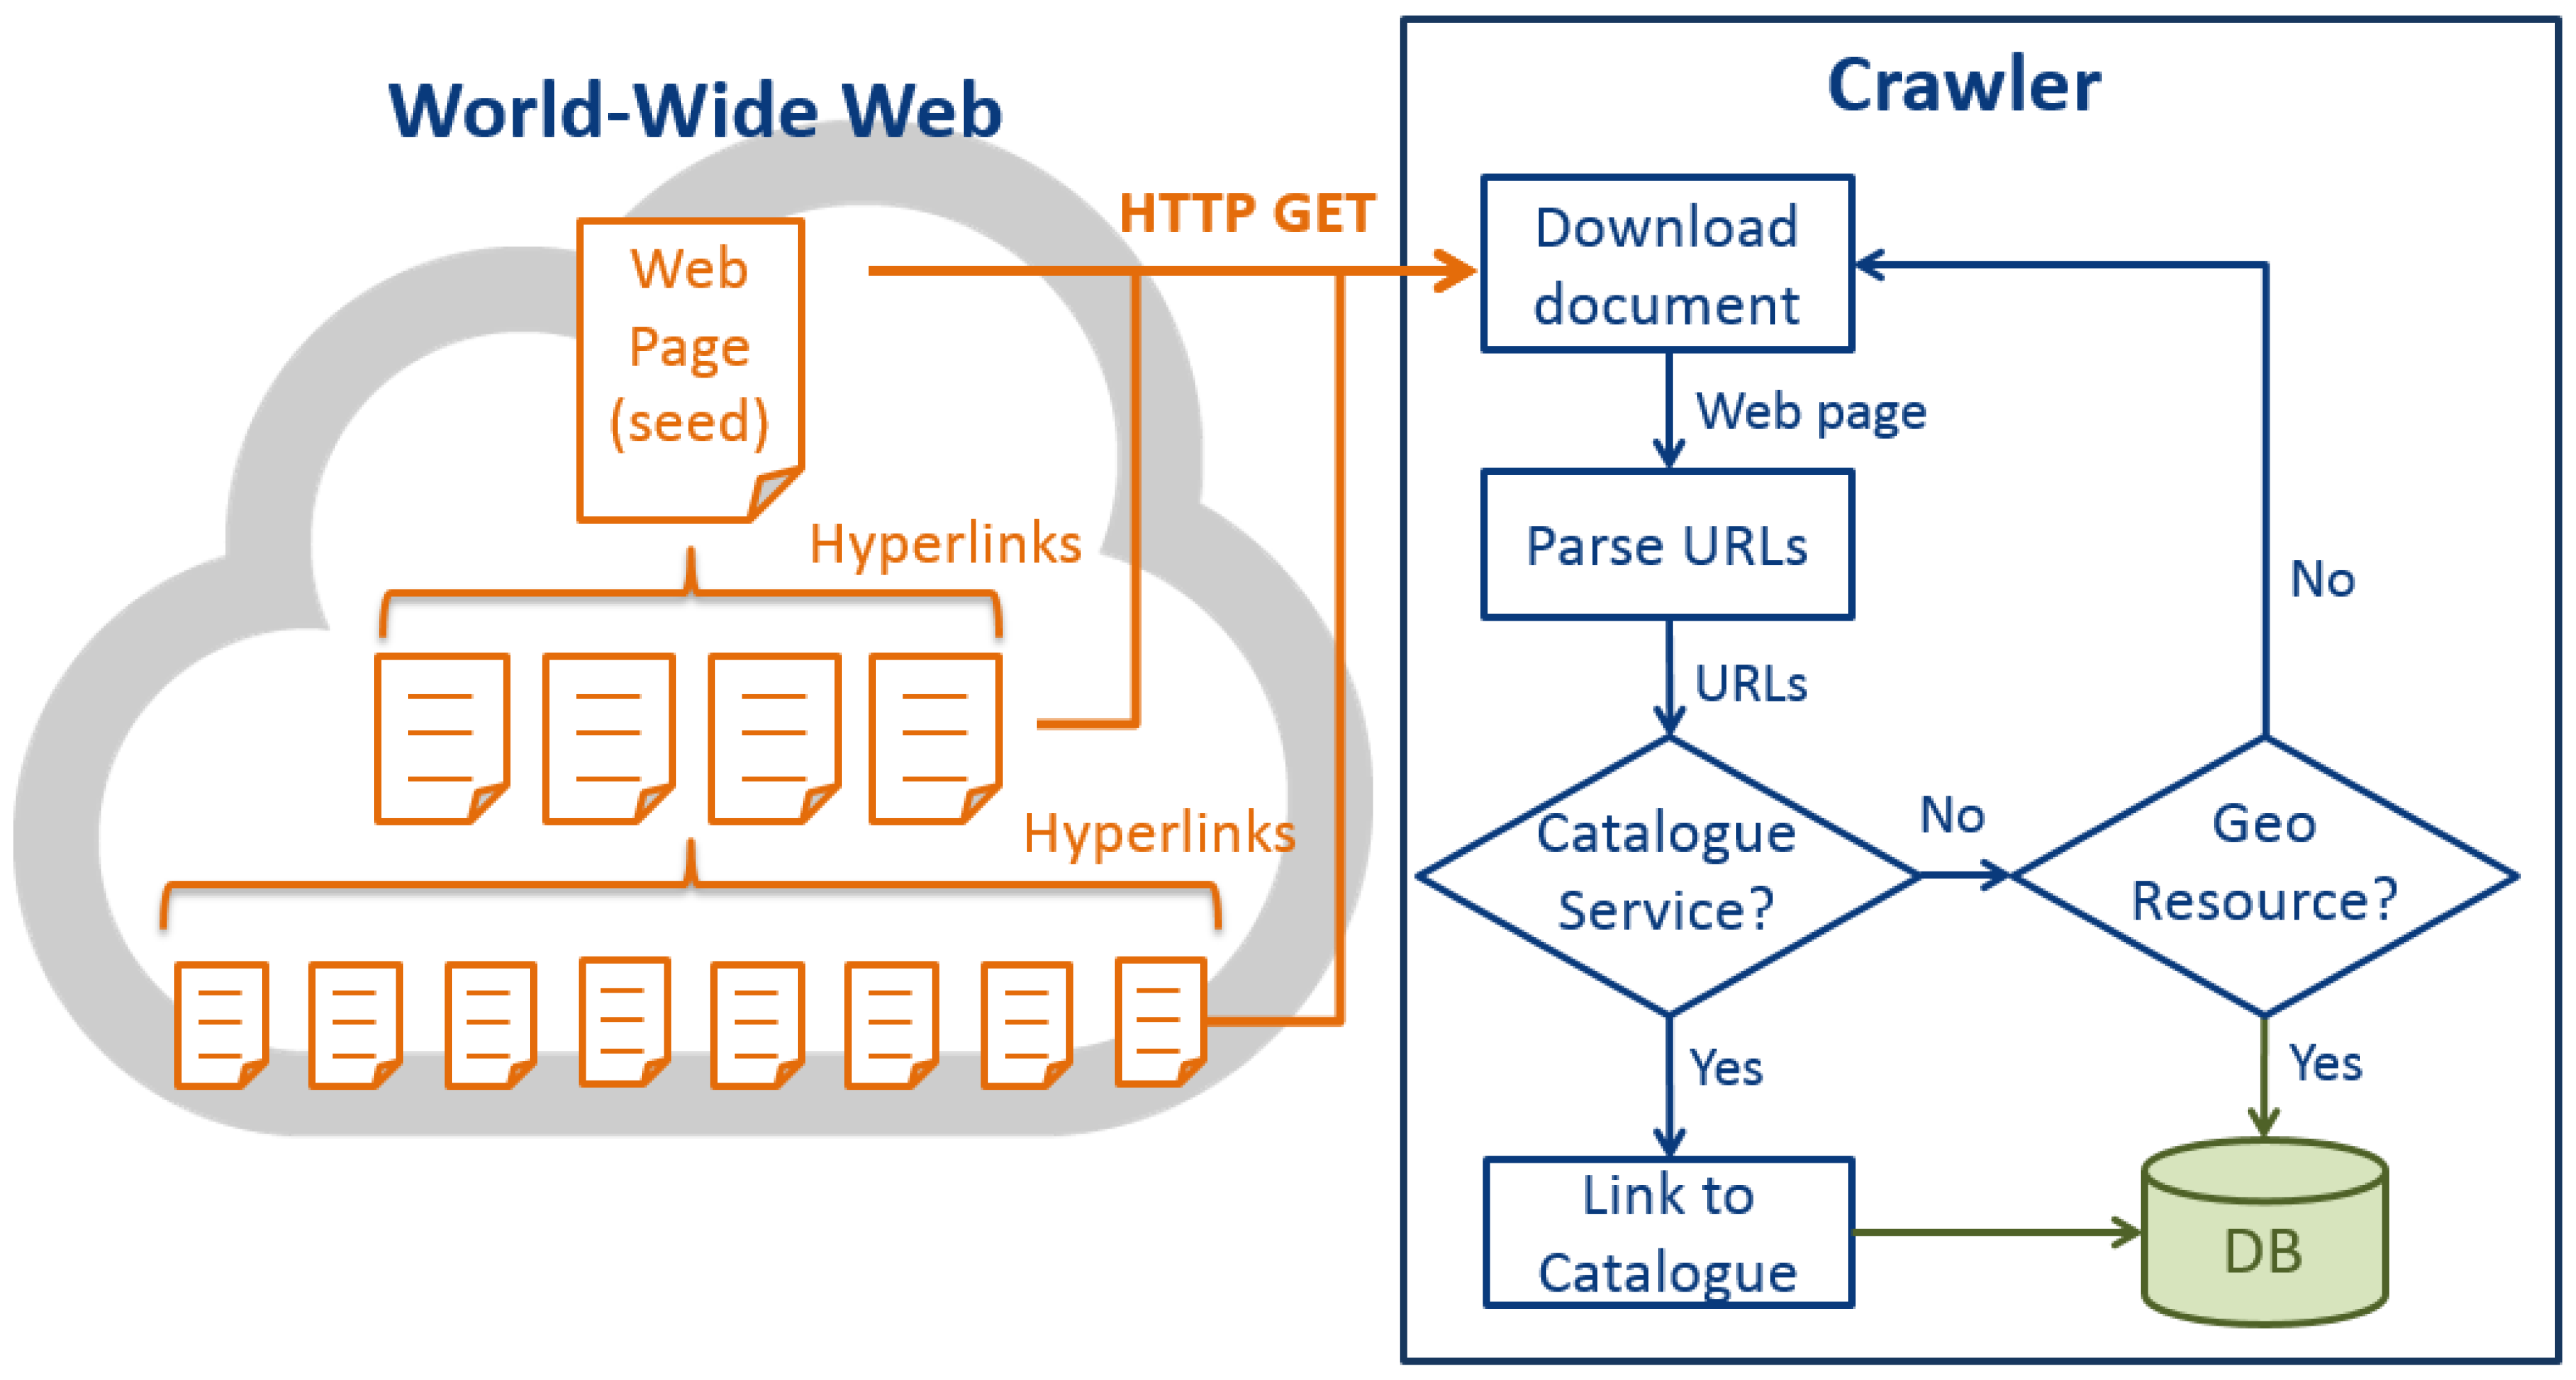 World-Wide Web
Web
Page
(seed)
Hyperlinks
Hyperlinks
HTTP GET
Crawler
Download
document
Web page
Parse URLs
URLs
Catalogue
Service?
No
Geo
Resource?
No
Yes
Yes
Link to
Catalogue
DB